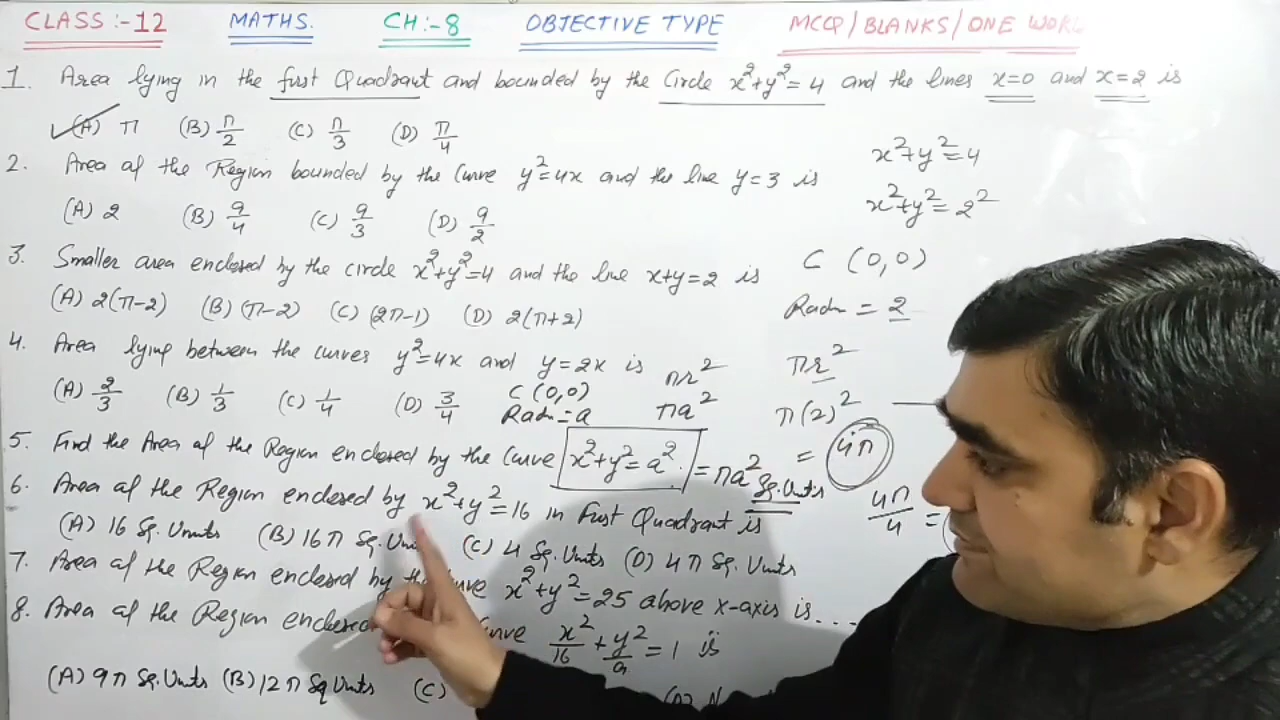 CLASS :-12 MATHS. CH:-8 OBJECTIVE TYPE MCQ/BLANKS/ONE WOR
1. Area lying in the first Quadrant and bounded by the Circle x²+y²=4 and the lines x=0 and x=2 is
(A) π (B) π/2 (C) π/3 (D) π/4
x²+y²=4
2. Area of the Region bounded by the Curve y²=4x and the line y=3 is
x²+y²=2²
(A) 2 (B) 9/4 (C) 9/3 (D) 9/2
3. Smaller area enclosed by the circle x²+y²=4 and the line x+y=2 is
C (0,0)
(A) 2(π-2) (B) (π-2) (C) (2π-1) (D) 2(π+2)
Radu = 2
4. Area lying between the curves y²=4x and y=2x is
πr² πr²
(A) 2/3 (B) 1/3 (C) 1/4 (D) 3/4
C (0,0)
Radu = a
πa² π(2)²
5. Find the Area of the Region enclosed by the Curve x²+y²=a². = πa² Sq.Units
= 4π
6. Area of the Region enclosed by x²+y²=16 in First Quadrant is
4π/4 =
(A) 16 Sq. Units (B) 16π Sq. Uni (C) 4 Sq. Units (D) 4π Sq. Units
7. Area of the Region enclosed by the Curve x²+y²=25 above x-axis is....
8. Area of the Region enclosed urve x²/16 + y²/9 = 1 is
(A) 9π Sq.Units (B) 12π Sq Units (C)